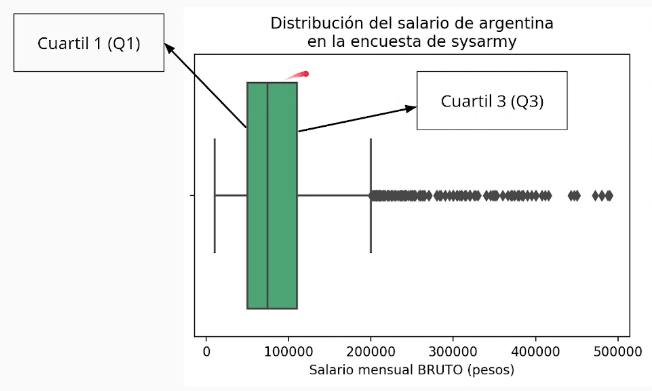 Distribución del salario de argentina
en la encuesta de sysarmy
Cuartil 1 (Q1)
Cuartil 3 (Q3)
0 100000 200000 300000 400000 500000
Salario mensual BRUTO (pesos)